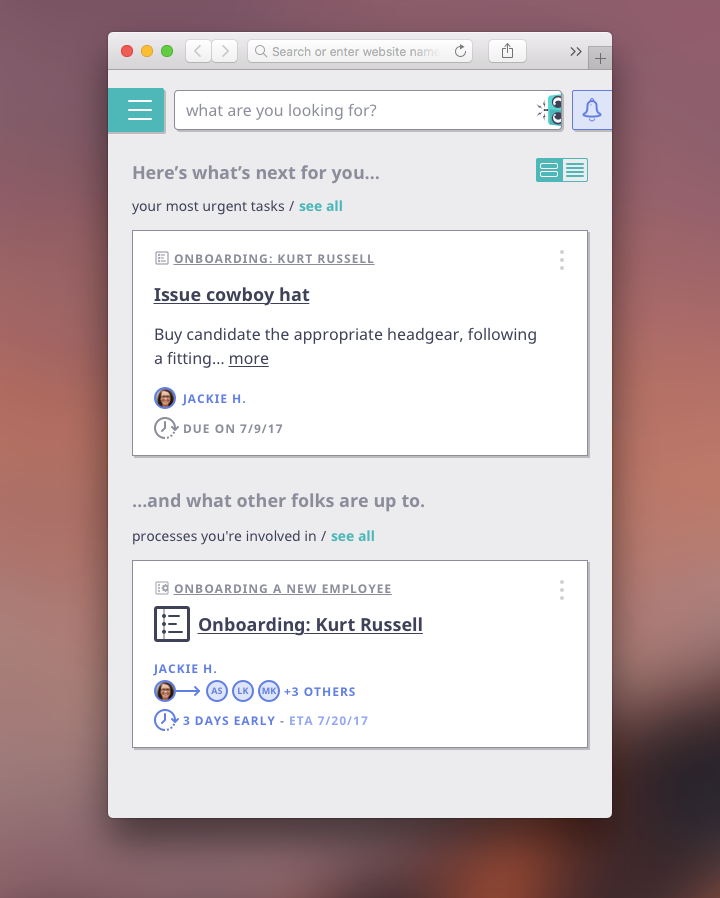 Search or enter website name
what are you looking for?
Here's what's next for you...
your most urgent tasks / see all
ONBOARDING: KURT RUSSELL
Issue cowboy hat
Buy candidate the appropriate headgear, following
a fitting... more
JACKIE H.
DUE ON 7/9/17
...and what other folks are up to.
processes you're involved in / see all
ONBOARDING A NEW EMPLOYEE
Onboarding: Kurt Russell
JACKIE H.
AS LK MK +3 OTHERS
3 DAYS EARLY - ETA 7/20/17